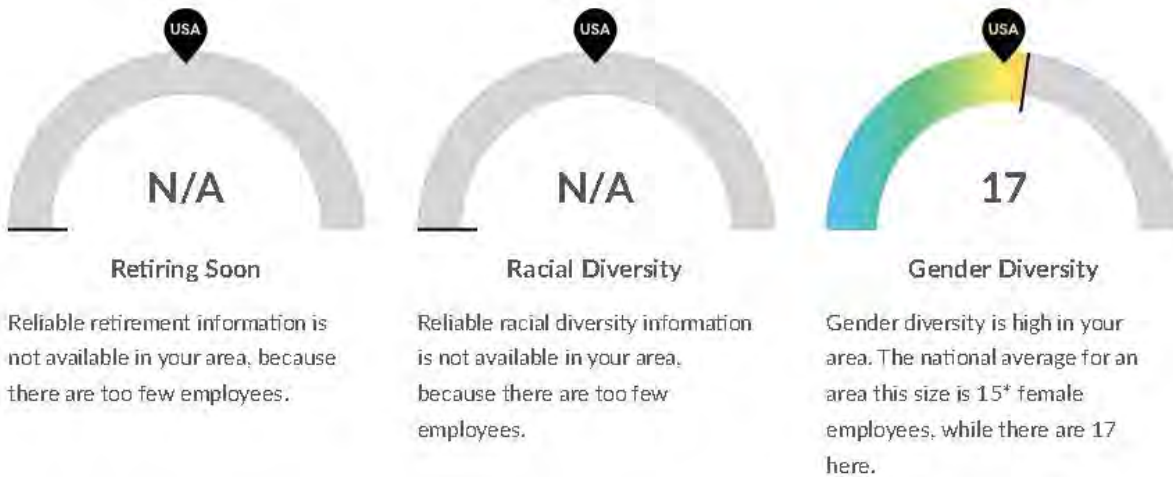 USA
N/A
Retiring Soon
Reliable retirement information is
not available in your area, because
there are too few employees.
USA
N/A
Racial Diversity
Reliable racial diversity information
is not available in your area,
because there are too few
employees.
USA
17
Gender Diversity
Gender diversity is high in your
area. The national average for an
area this size is 15* female
employees, while there are 17
here.